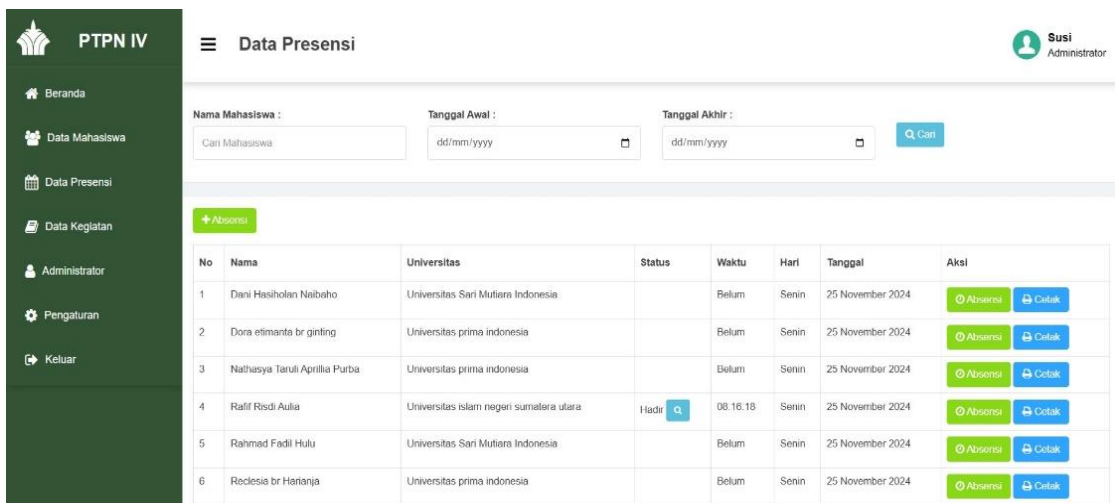 PTPN IV
Data Presensi
Susi
Administrator
Beranda
Data Mahasiswa
Data Presensi
Data Kegiatan
Administrator
Pengaturan
Keluar
Nama Mahasiswa : Tanggal Awal : Tanggal Akhir :
Cari Mahasiswa dd/mm/yyyy dd/mm/yyyy Cari
+Absensi
No Nama Universitas Status Waktu Hari Tanggal Aksi
1 Dani Hasiholan Naibaho Universitas Sari Mutiara Indonesia Belum Senin 25 November 2024 Absensi Cetak
2 Dora etimanta br ginting Universitas prima indonesia Belum Senin 25 November 2024 Absensi Cetak
3 Nathasya Taruli Aprillia Purba Universitas prima indonesia Belum Senin 25 November 2024 Absensi Cetak
4 Rafif Risdi Aulia Universitas islam negeri sumatera utara Hadir 08.16.18 Senin 25 November 2024 Absensi Cetak
5 Rahmad Fadil Hulu Universitas Sari Mutiara Indonesia Belum Senin 25 November 2024 Absensi Cetak
6 Reclesia br Harianja Universitas prima indonesia Belum Senin 25 November 2024 Absensi Cetak